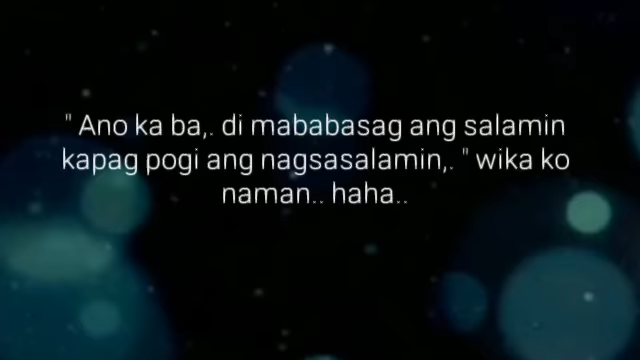 " Ano ka ba,. di mababasag ang salamin
kapag pogi ang nagsasalamin,. " wika ko
naman.. haha..